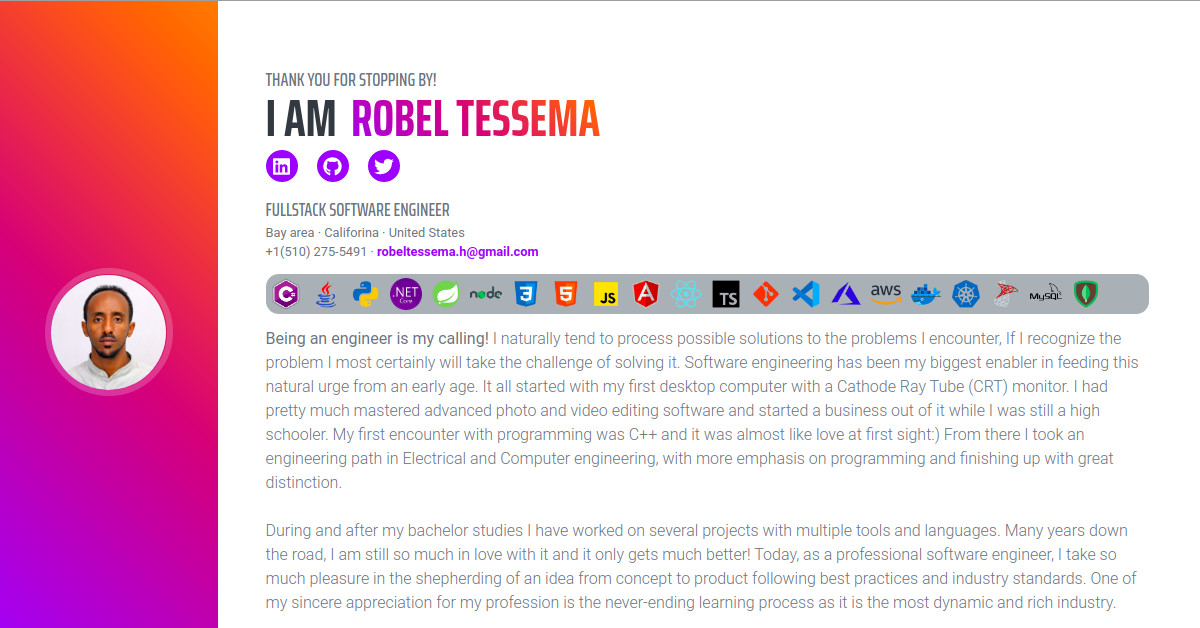 THANK YOU FOR STOPPING BY!
I AM ROBEL TESSEMA
in
FULLSTACK SOFTWARE ENGINEER
Bay area · Califorina · United States
+1(510) 275-5491 · robeltessema.h@gmail.com
C .NET Core node 3 5 JS A TS aws MySQL
Being an engineer is my calling! I naturally tend to process possible solutions to the problems I encounter, If I recognize the
problem I most certainly will take the challenge of solving it. Software engineering has been my biggest enabler in feeding this
natural urge from an early age. It all started with my first desktop computer with a Cathode Ray Tube (CRT) monitor. I had
pretty much mastered advanced photo and video editing software and started a business out of it while I was still a high
schooler. My first encounter with programming was C++ and it was almost like love at first sight:) From there I took an
engineering path in Electrical and Computer engineering, with more emphasis on programming and finishing up with great
distinction.
During and after my bachelor studies I have worked on several projects with multiple tools and languages. Many years down
the road, I am still so much in love with it and it only gets much better! Today, as a professional software engineer, I take so
much pleasure in the shepherding of an idea from concept to product following best practices and industry standards. One of
my sincere appreciation for my profession is the never-ending learning process as it is the most dynamic and rich industry.